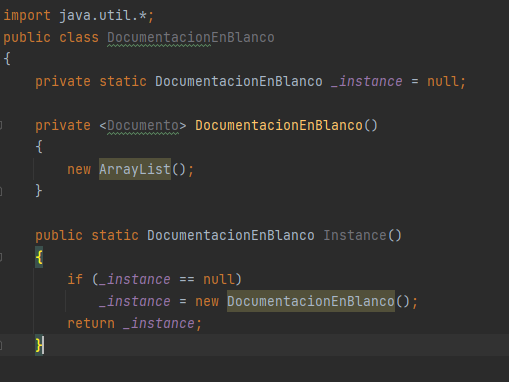 import java.util.*;
public class DocumentacionEnBlanco
{
private static DocumentacionEnBlanco _instance = null;
private <Documento> DocumentacionEnBlanco()
{
new ArrayList();
}
public static DocumentacionEnBlanco Instance()
{
if (_instance == null)
_instance = new DocumentacionEnBlanco();
return _instance;
}